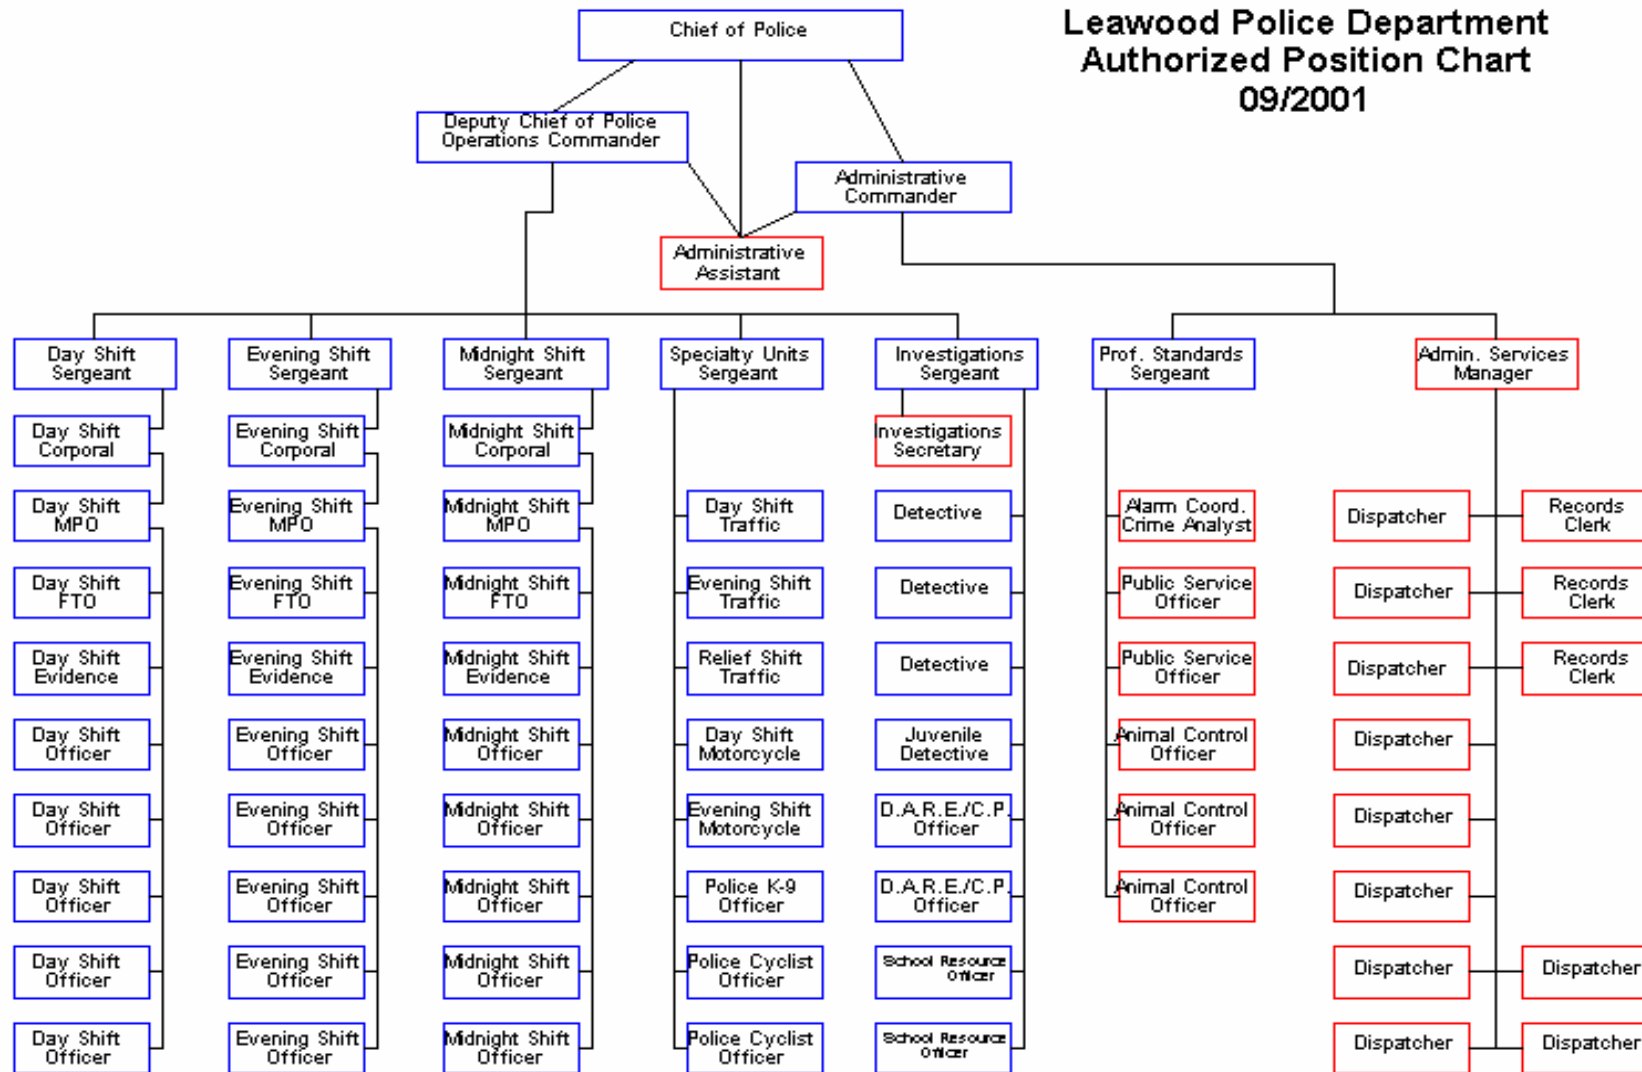 Leawood Police Department
Authorized Position Chart
09/2001
Chief of Police
Deputy Chief of Police
Operations Commander
Administrative
Commander
Administrative
Assistant
Day Shift
Sergeant
Evening Shift
Sergeant
Midnight Shift
Sergeant
Specialty Units
Sergeant
Investigations
Sergeant
Prof. Standards
Sergeant
Admin. Services
Manager
Day Shift
Corporal
Evening Shift
Corporal
Midnight Shift
Corporal
Investigations
Secretary
Day Shift
MPO
Evening Shift
MPO
Midnight Shift
MPO
Day Shift
Traffic
Detective
Alarm Coord.
Crime Analyst
Dispatcher
Records
Clerk
Day Shift
FTO
Evening Shift
FTO
Midnight Shift
FTO
Evening Shift
Traffic
Detective
Public Service
Officer
Dispatcher
Records
Clerk
Day Shift
Evidence
Evening Shift
Evidence
Midnight Shift
Evidence
Relief Shift
Traffic
Detective
Public Service
Officer
Dispatcher
Records
Clerk
Day Shift
Officer
Evening Shift
Officer
Midnight Shift
Officer
Day Shift
Motorcycle
Juvenile
Detective
Animal Control
Officer
Dispatcher
Day Shift
Officer
Evening Shift
Officer
Midnight Shift
Officer
Evening Shift
Motorcycle
D.A.R.E./C.P.
Officer
Animal Control
Officer
Dispatcher
Day Shift
Officer
Evening Shift
Officer
Midnight Shift
Officer
Police K-9
Officer
D.A.R.E./C.P.
Officer
Animal Control
Officer
Dispatcher
Day Shift
Officer
Evening Shift
Officer
Midnight Shift
Officer
Police Cyclist
Officer
School Resource
Officer
Dispatcher
Dispatcher
Day Shift
Officer
Evening Shift
Officer
Midnight Shift
Officer
Police Cyclist
Officer
School Resource
Officer
Dispatcher
Dispatcher